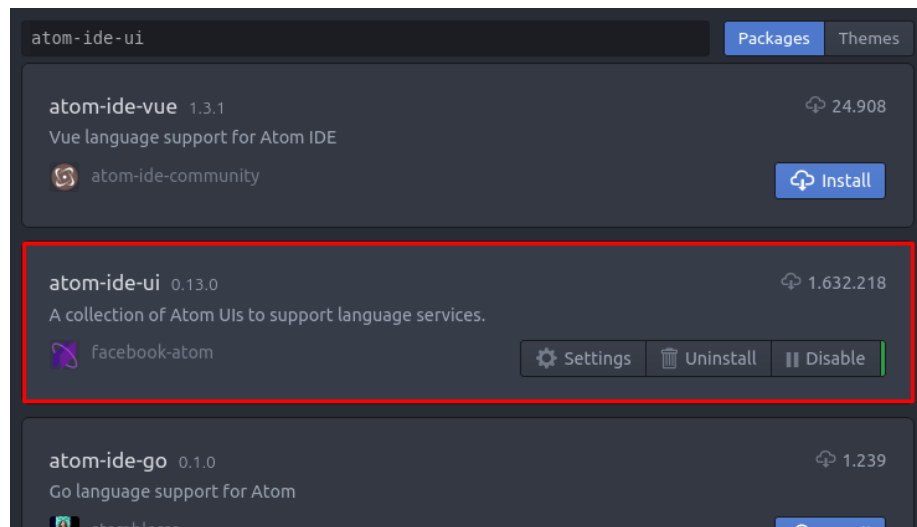 atom-ide-ui
Packages Themes
atom-ide-vue 1.3.1
24.908
Vue language support for Atom IDE
atom-ide-community
Install
atom-ide-ui 0.13.0
1.632.218
A collection of Atom UIs to support language services.
facebook-atom
Settings Uninstall Disable
atom-ide-go 0.1.0
1.239
Go language support for Atom